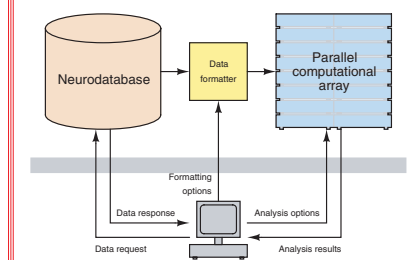 Neurodatabase
Data
formatter
Parallel
computational
array
Formatting
options
Data response
Analysis options
Data request
Analysis results